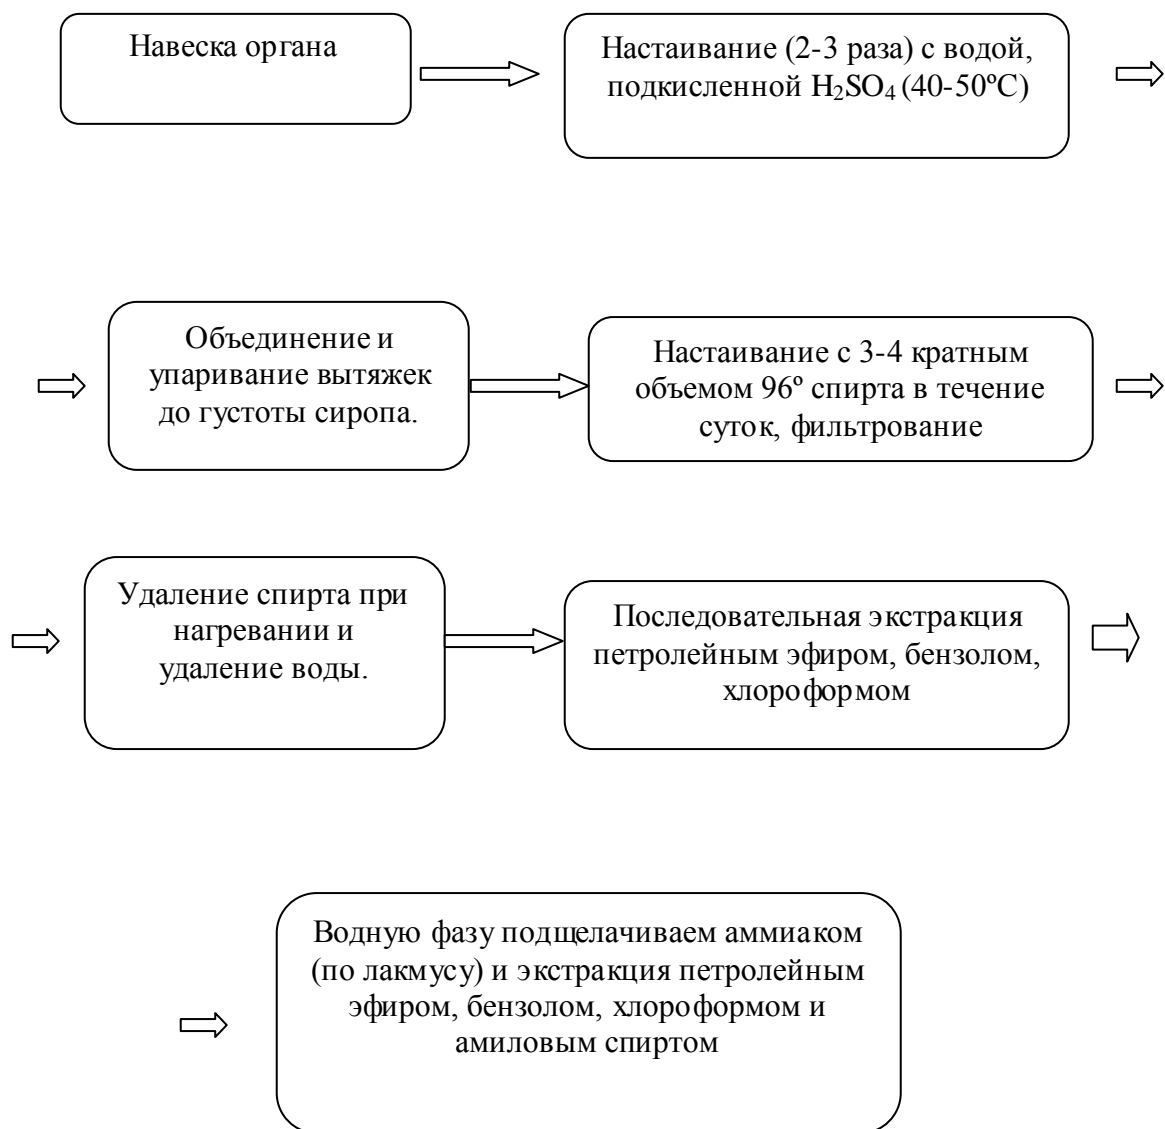 Навеска органа
Настаивание (2-3 раза) с водой,
подкисленной H₂SO₄ (40-50ºС)
Объединение и
упаривание вытяжек
до густоты сиропа.
Настаивание с 3-4 кратным
объемом 96º спирта в течение
суток, фильтрование
Удаление спирта при
нагревании и
удаление воды.
Последовательная экстракция
петролейным эфиром, бензолом,
хлороформом
Водную фазу подщелачиваем аммиаком
(по лакмусу) и экстракция петролейным
эфиром, бензолом, хлороформом и
амиловым спиртом